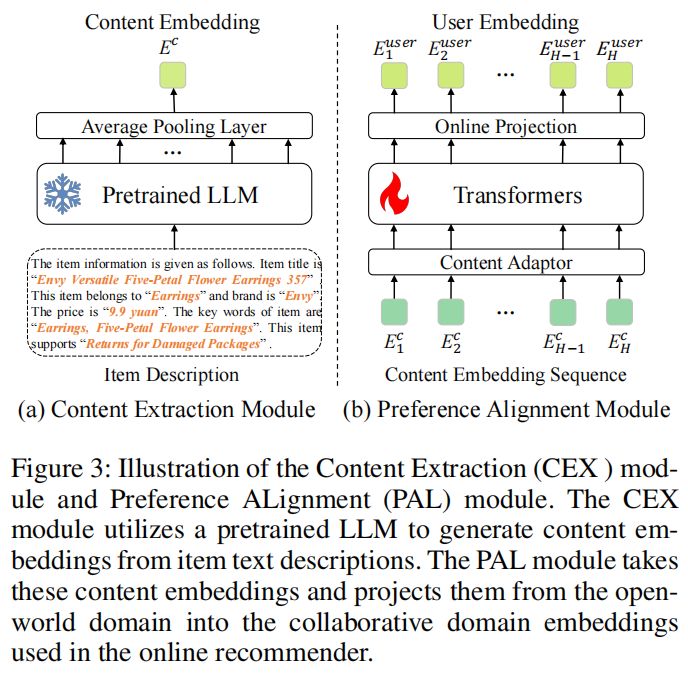 Content Embedding
E^c
Average Pooling Layer
...
Pretrained LLM
The item information is given as follows. Item title is
“Envy Versatile Five-Petal Flower Earrings 357”
This item belongs to “Earrings” and brand is “Envy”
The price is “9.9 yuan”. The key words of item are
“Earrings, Five-Petal Flower Earrings”. This item
supports “Returns for Damaged Packages” .
Item Description
(a) Content Extraction Module
User Embedding
E_1^{user} E_2^{user} ... E_{H-1}^{user} E_H^{user}
Online Projection
Transformers
Content Adaptor
E_1^c E_2^c ... E_{H-1}^c E_H^c
Content Embedding Sequence
(b) Preference Alignment Module
Figure 3: Illustration of the Content Extraction (CEX ) mod-
ule and Preference ALignment (PAL) module. The CEX
module utilizes a pretrained LLM to generate content em-
beddings from item text descriptions. The PAL module takes
these content embeddings and projects them from the open-
world domain into the collaborative domain embeddings
used in the online recommender.